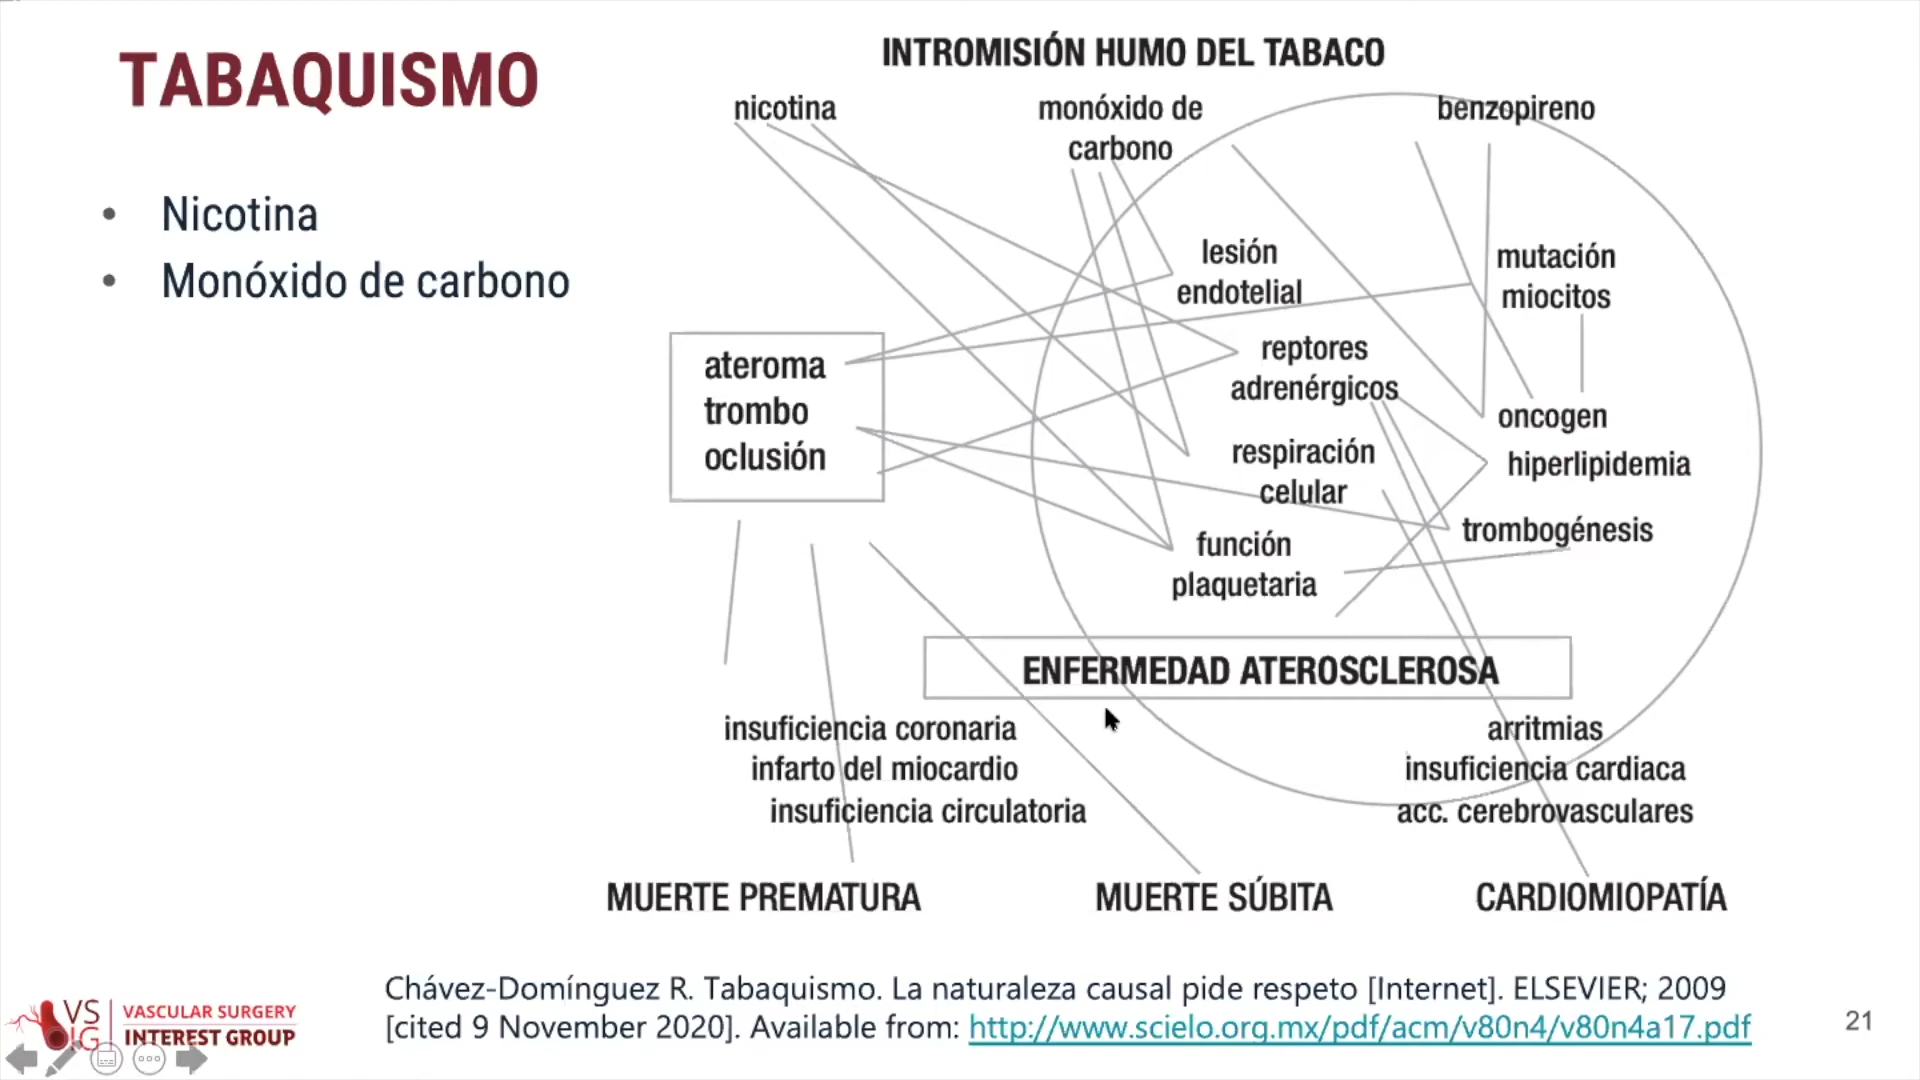 TABAQUISMO
• Nicotina
• Monóxido de carbono
INTROMISIÓN HUMO DEL TABACO
nicotina
monóxido de
carbono
benzopireno
lesión
endotelial
mutación
miocitos
reptores
adrenérgicos
oncogen
respiración
celular
hiperlipidemia
función
plaquetaria
trombogénesis
ateroma
trombo
oclusión
ENFERMEDAD ATEROSCLEROSA
insuficiencia coronaria
infarto del miocardio
insuficiencia circulatoria
arritmias
insuficiencia cardiaca
acc. cerebrovasculares
MUERTE PREMATURA
MUERTE SÚBITA
CARDIOMIOPATÍA
Chávez-Domínguez R. Tabaquismo. La naturaleza causal pide respeto [Internet]. ELSEVIER; 2009
[cited 9 November 2020]. Available from: http://www.scielo.org.mx/pdf/acm/v80n4/v80n4a17.pdf
VS
IG
VASCULAR SURGERY
INTEREST GROUP
21